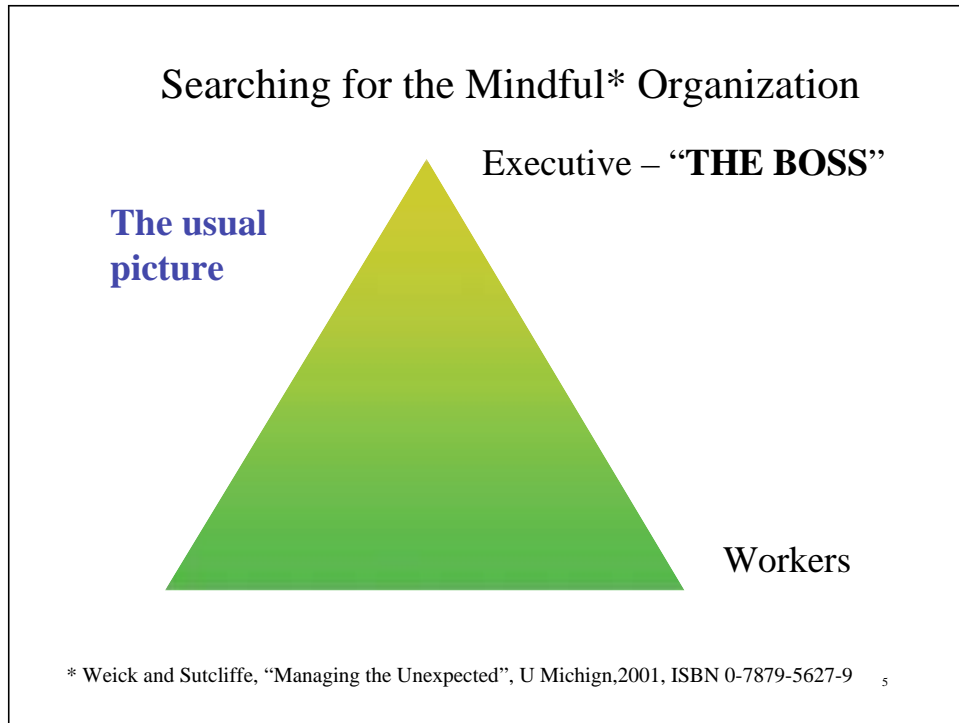 Searching for the Mindful* Organization
Executive – “THE BOSS”
The usual
picture
Workers
* Weick and Sutcliffe, “Managing the Unexpected”, U Michign,2001, ISBN 0-7879-5627-9
5